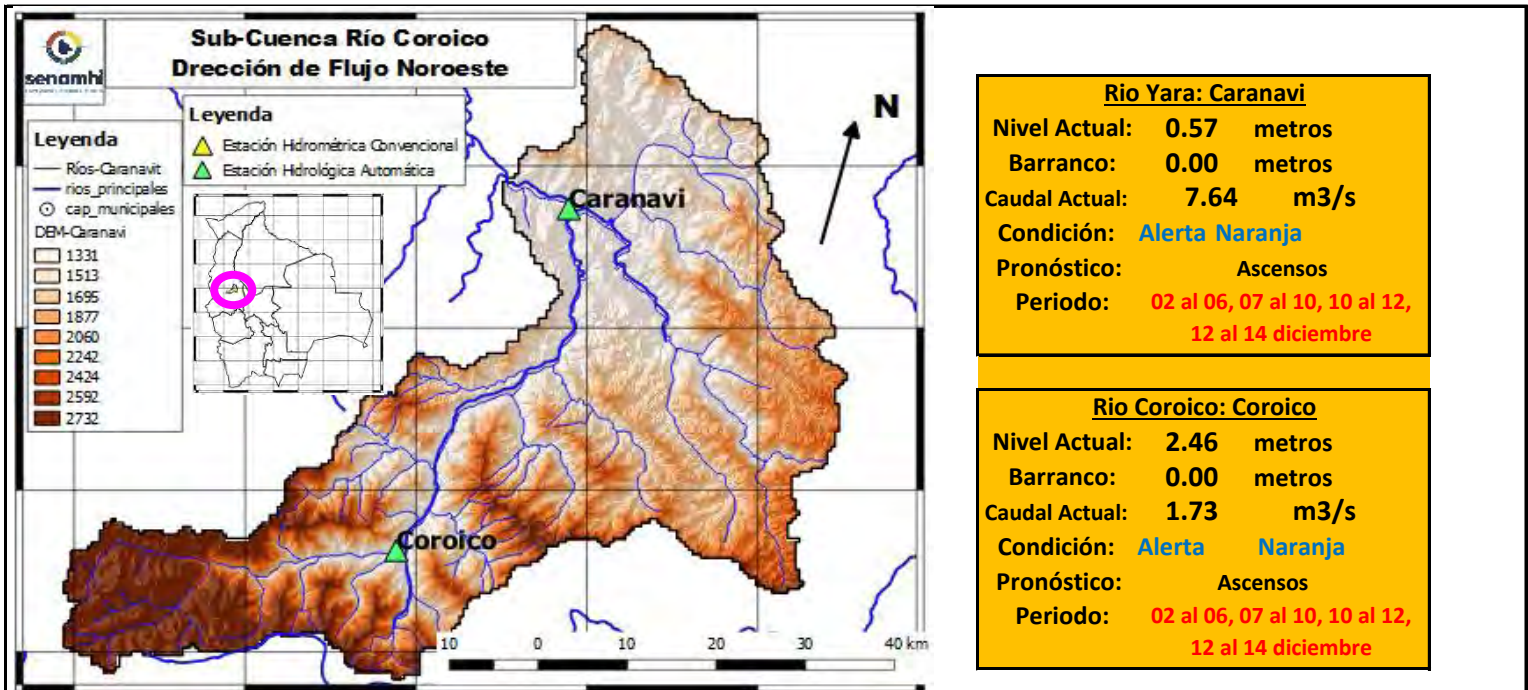 senamhi
Sub-Cuenca Río Coroico
Drección de Flujo Noroeste
Leyenda
Ríos-Caranavit
rios_principales
cap_municipales
DEM-Caranavi
1331
1513
1695
1877
2060
2242
2424
2592
2732
Leyenda
Estación Hidrométrica Convencional
Estación Hidrológica Automática
N
Caranavi
Coroico
10 0 10 20 30 40 km
Rio Yara: Caranavi
Nivel Actual: 0.57 metros
Barranco: 0.00 metros
Caudal Actual: 7.64 m3/s
Condición: Alerta Naranja
Pronóstico: Ascensos
Periodo: 02 al 06, 07 al 10, 10 al 12,
12 al 14 diciembre
Rio Coroico: Coroico
Nivel Actual: 2.46 metros
Barranco: 0.00 metros
Caudal Actual: 1.73 m3/s
Condición: Alerta Naranja
Pronóstico: Ascensos
Periodo: 02 al 06, 07 al 10, 10 al 12,
12 al 14 diciembre